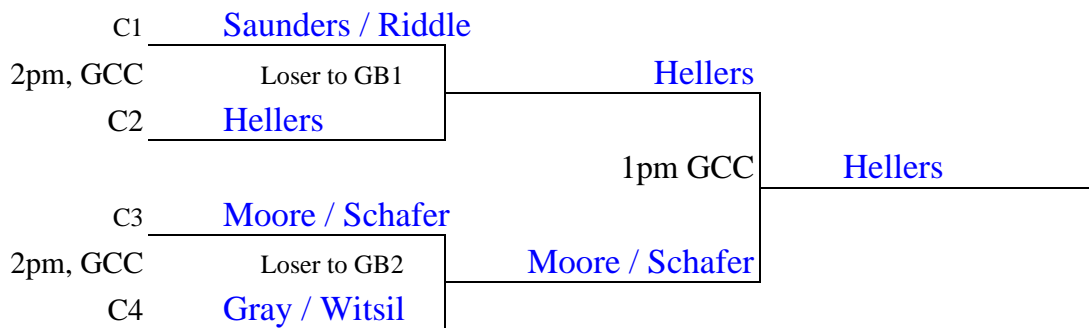 C1 Saunders / Riddle
2pm, GCC Loser to GB1 Hellers
C2 Hellers
1pm GCC Hellers
C3 Moore / Schafer
2pm, GCC Loser to GB2 Moore / Schafer
C4 Gray / Witsil